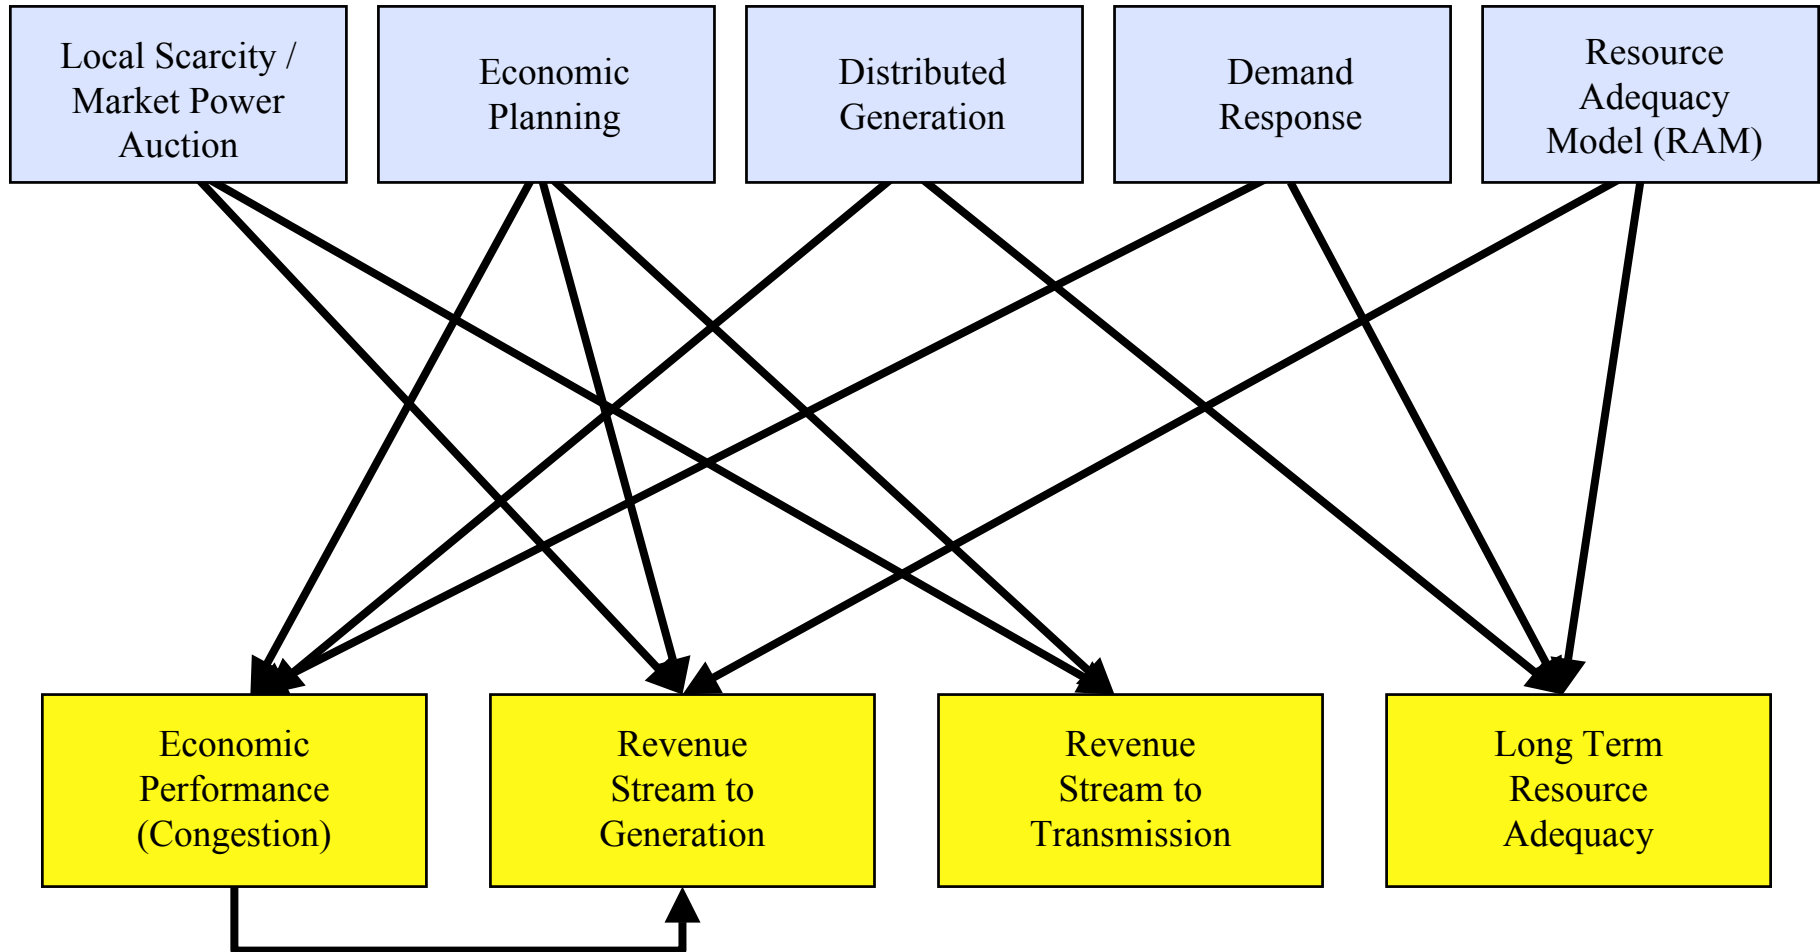 Local Scarcity /
Market Power
Auction
Economic
Planning
Distributed
Generation
Demand
Response
Resource
Adequacy
Model (RAM)
Economic
Performance
(Congestion)
Revenue
Stream to
Generation
Revenue
Stream to
Transmission
Long Term
Resource
Adequacy